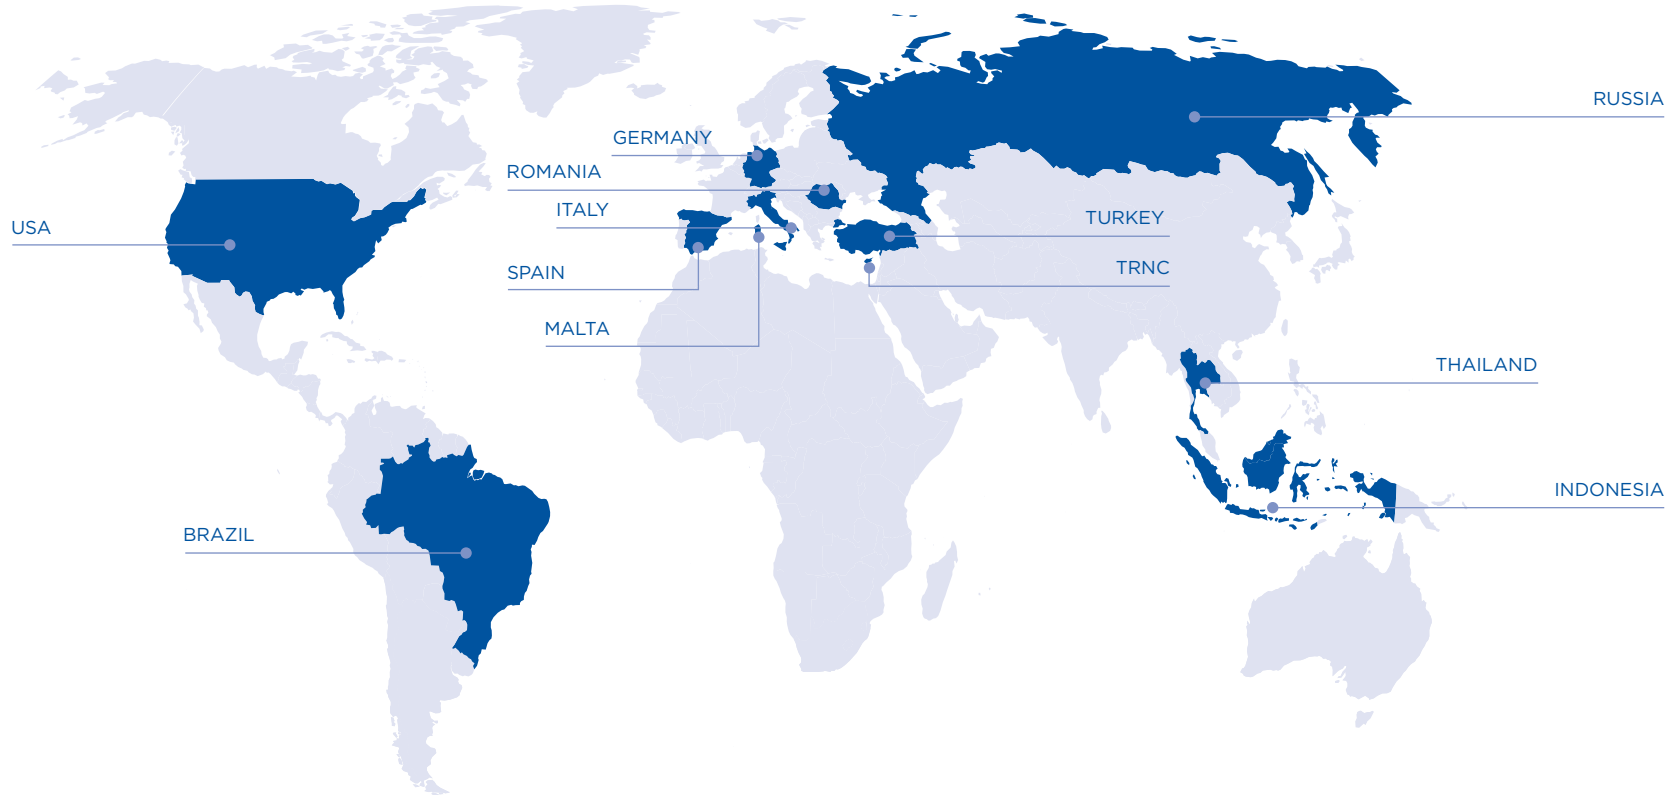 RUSSIA
GERMANY
ROMANIA
ITALY
TURKEY
USA
SPAIN
TRNC
MALTA
THAILAND
INDONESIA
BRAZIL